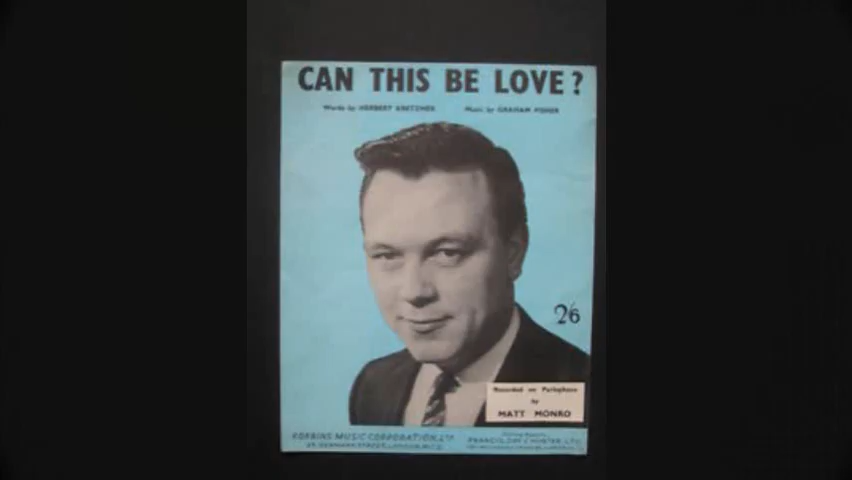 CAN THIS BE LOVE?
Words by HERBERT KRETZMER Music by GRAHAM FISHER
2/6
Recorded on Parlophone
by
MATT MONRO
ROBBINS MUSIC CORPORATION, LTD